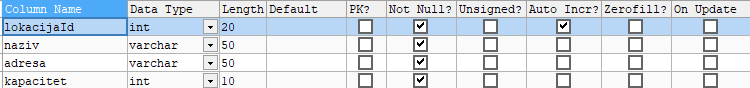 Column Name Data Type Length Default PK? Not Null? Unsigned? Auto Incr? Zerofill? On Update
lokacijaId int 20
naziv varchar 50
adresa varchar 50
kapacitet int 10